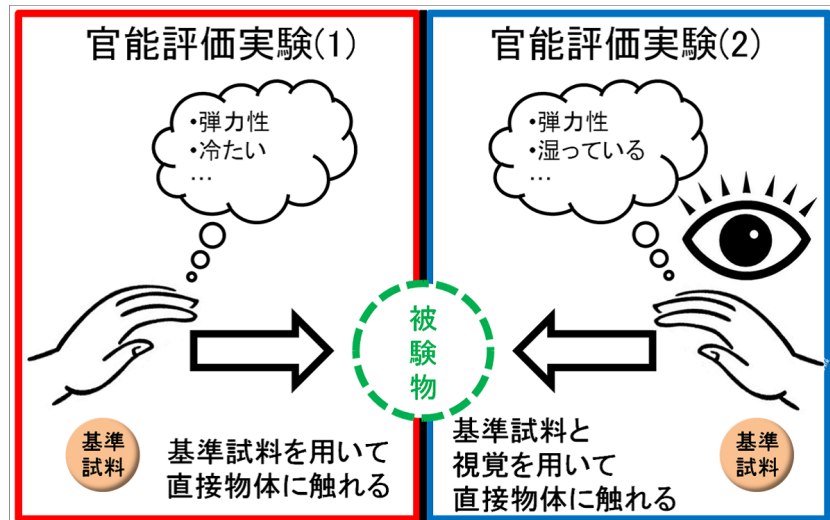 官能評価実験(1)
・弾力性
・冷たい
…
基準
試料
基準試料を用いて
直接物体に触れる
被験物
官能評価実験(2)
・弾力性
・湿っている
…
基準試料と
視覚を用いて
直接物体に触れる
基準
試料